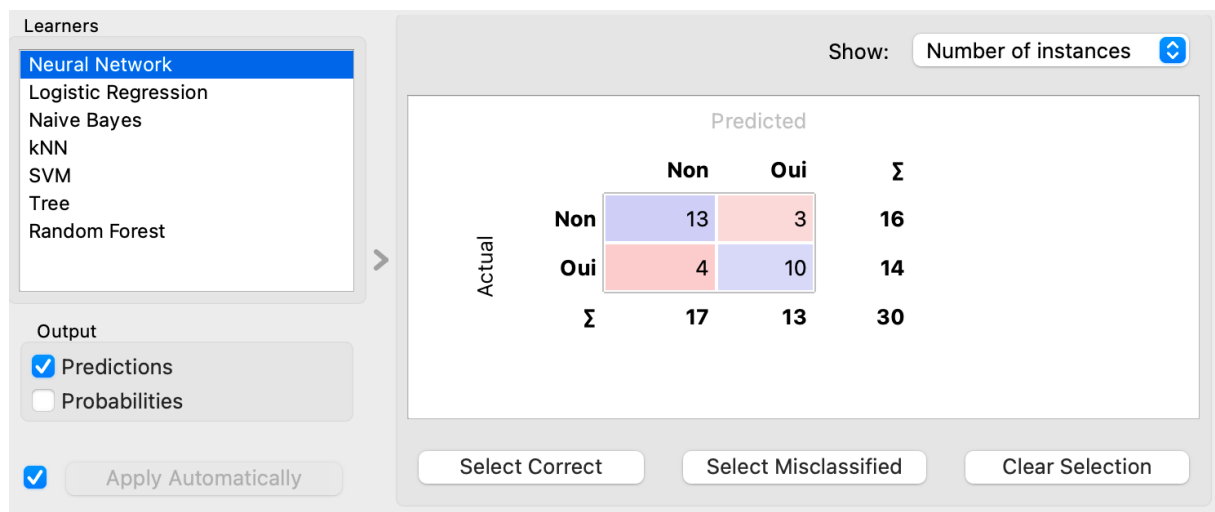 Learners
Neural Network
Logistic Regression
Naive Bayes
kNN
SVM
Tree
Random Forest
Output
Predictions
Probabilities
Apply Automatically
Show: Number of instances
Predicted
Non Oui Σ
Actual
Non 13 3 16
Oui 4 10 14
Σ 17 13 30
Select Correct Select Misclassified Clear Selection